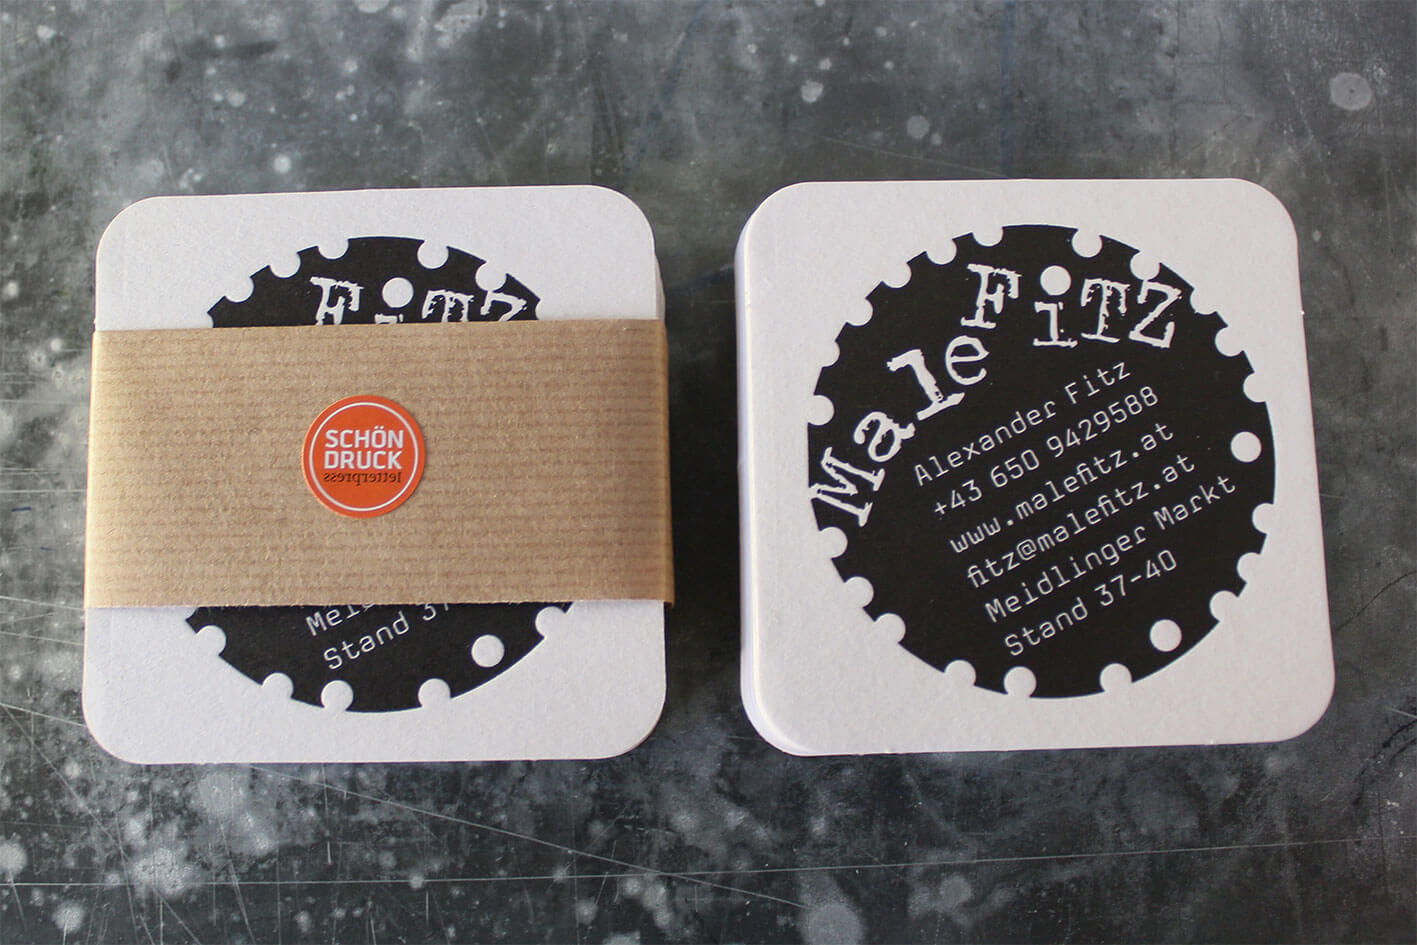 FiTZ
SCHÖN
DRUCK
letterpress
Stand 37
MaleFiTZ
Alexander Fitz
+43 650 9429588
www.malefitz.at
fitz@malefitz.at
Meidlinger Markt
Stand 37-40